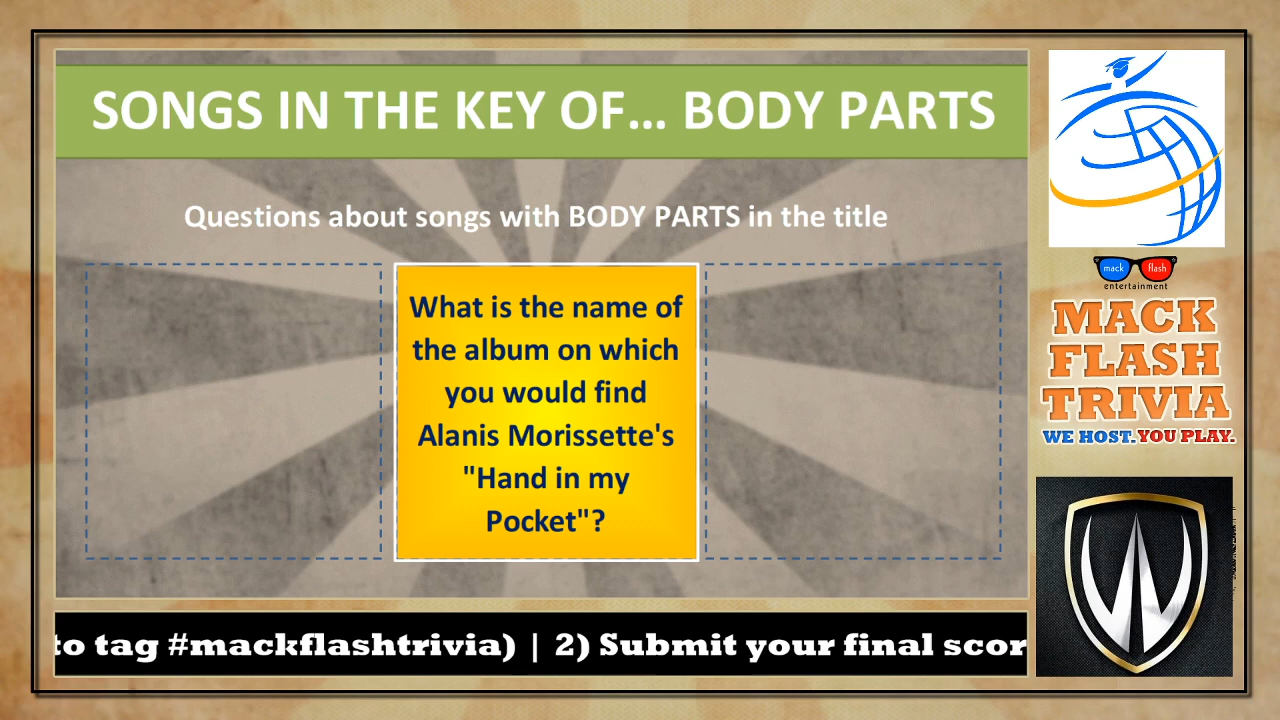 SONGS IN THE KEY OF... BODY PARTS
Questions about songs with BODY PARTS in the title
What is the name of
the album on which
you would find
Alanis Morissette's
"Hand in my
Pocket"?
mack flash
entertainment
MACK
FLASH
TRIVIA
WE HOST. YOU PLAY.
to tag #mackflashtrivia) | 2) Submit your final scor